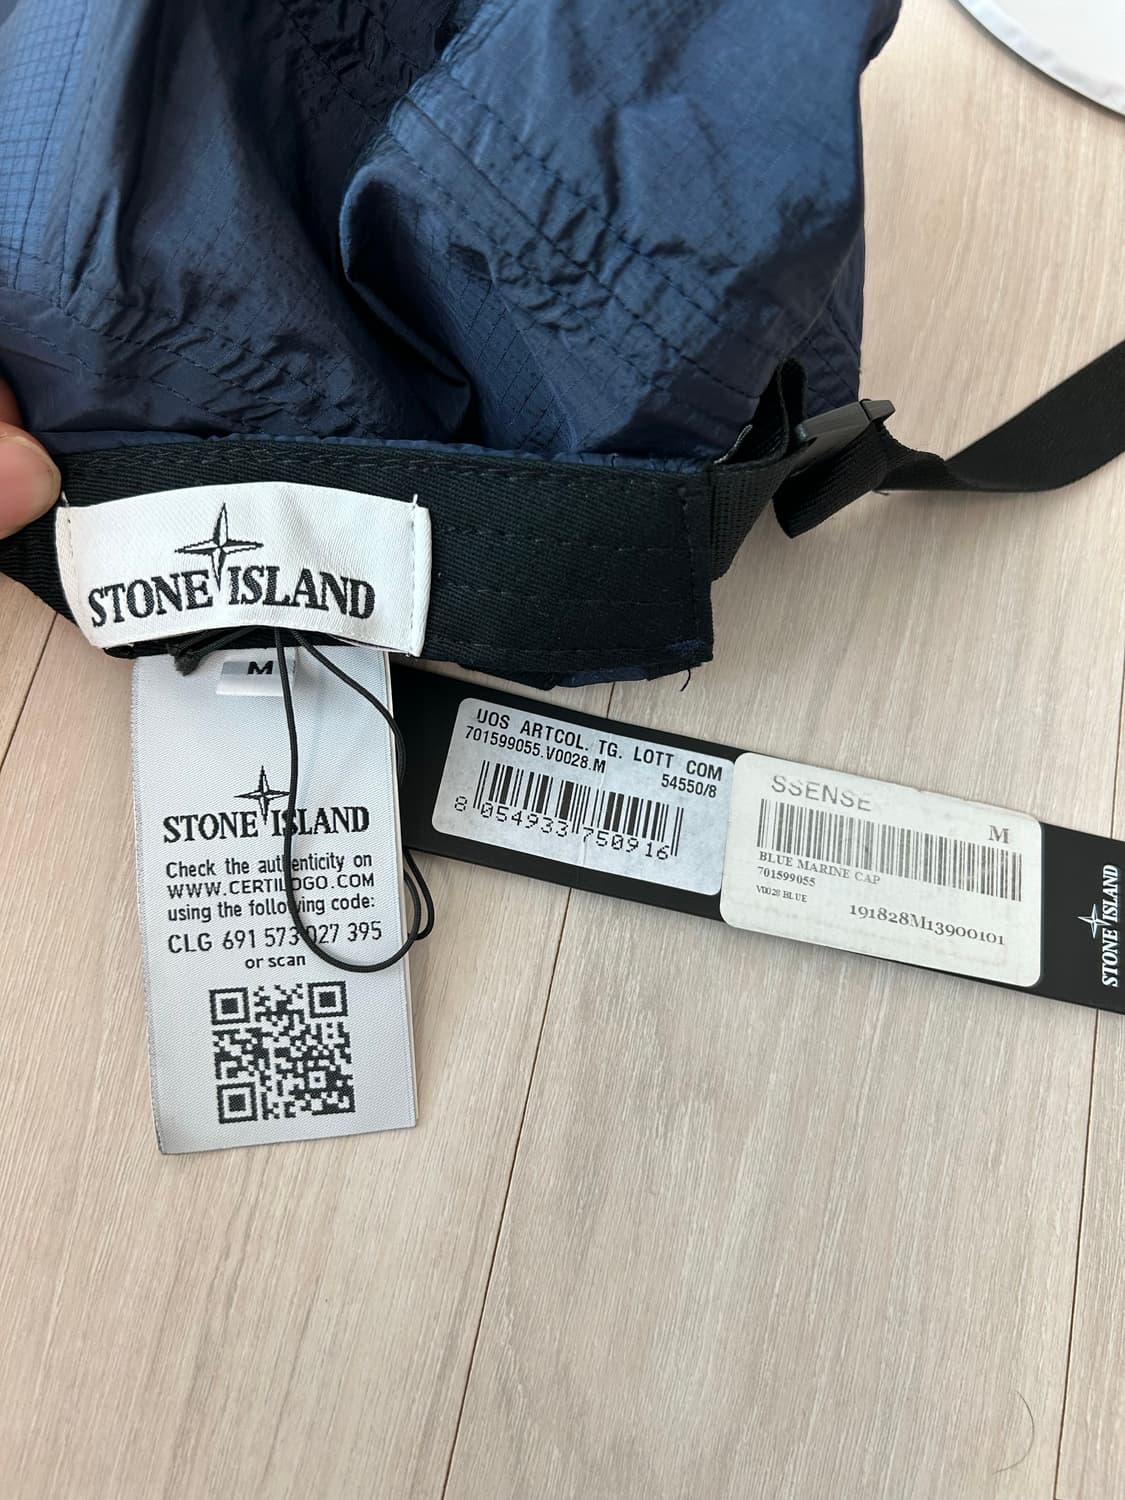 STONE ISLAND
M
STONE ISLAND
Check the authenticity on
WWW.CERTILOGO.COM
using the following code:
CLG 691 573 027 395
or scan
IJOS ARTCOL. TG. LOTT COM
701599055.V0028.M
54550/8
8 054933 750916
SSENSE
M
BLUE MARINE CAP
701599055
V0028 BLUE
191828M13900101
STONE ISLAND